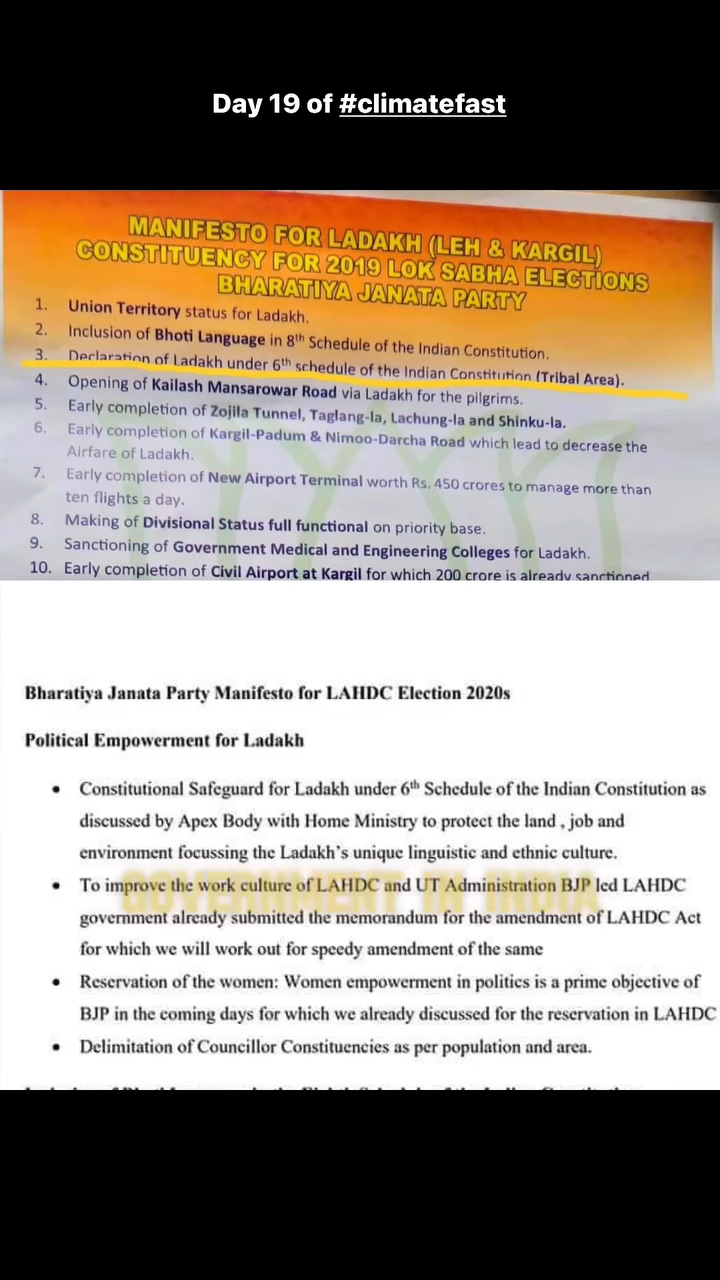 Day 19 of #climatefast
MANIFESTO FOR LADAKH (LEH & KARGIL)
CONSTITUENCY FOR 2019 LOK SABHA ELECTIONS
BHARATIYA JANATA PARTY
1. Union Territory status for Ladakh.
2. Inclusion of Bhoti Language in 8th Schedule of the Indian Constitution.
3. Declaration of Ladakh under 6th schedule of the Indian Constitution (Tribal Area).
4. Opening of Kailash Mansarowar Road via Ladakh for the pilgrims.
5. Early completion of Zojila Tunnel, Taglang-la, Lachung-la and Shinku-la.
6. Early completion of Kargil-Padum & Nimoo-Darcha Road which lead to decrease the
Airfare of Ladakh.
7. Early completion of New Airport Terminal worth Rs. 450 crores to manage more than
ten flights a day.
8. Making of Divisional Status full functional on priority base.
9. Sanctioning of Government Medical and Engineering Colleges for Ladakh.
10. Early completion of Civil Airport at Kargil for which 200 crore is already sanctioned
Bharatiya Janata Party Manifesto for LAHDC Election 2020s
Political Empowerment for Ladakh
• Constitutional Safeguard for Ladakh under 6th Schedule of the Indian Constitution as
discussed by Apex Body with Home Ministry to protect the land , job and
environment focussing the Ladakh's unique linguistic and ethnic culture.
• To improve the work culture of LAHDC and UT Administration BJP led LAHDC
GOVERNMENT IN INDIA
government already submitted the memorandum for the amendment of LAHDC Act
for which we will work out for speedy amendment of the same
• Reservation of the women: Women empowerment in politics is a prime objective of
BJP in the coming days for which we already discussed for the reservation in LAHDC
• Delimitation of Councillor Constituencies as per population and area.